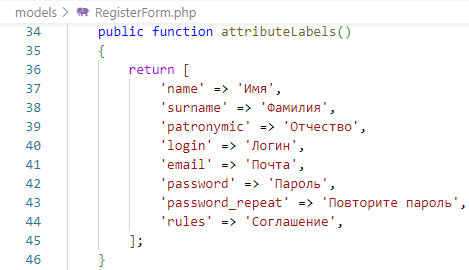 models > RegisterForm.php
34 public function attributeLabels()
35 {
36 return [
37 'name' => 'Имя',
38 'surname' => 'Фамилия',
39 'patronymic' => 'Отчество',
40 'login' => 'Логин',
41 'email' => 'Почта',
42 'password' => 'Пароль',
43 'password_repeat' => 'Повторите пароль',
44 'rules' => 'Соглашение',
45 ];
46 }